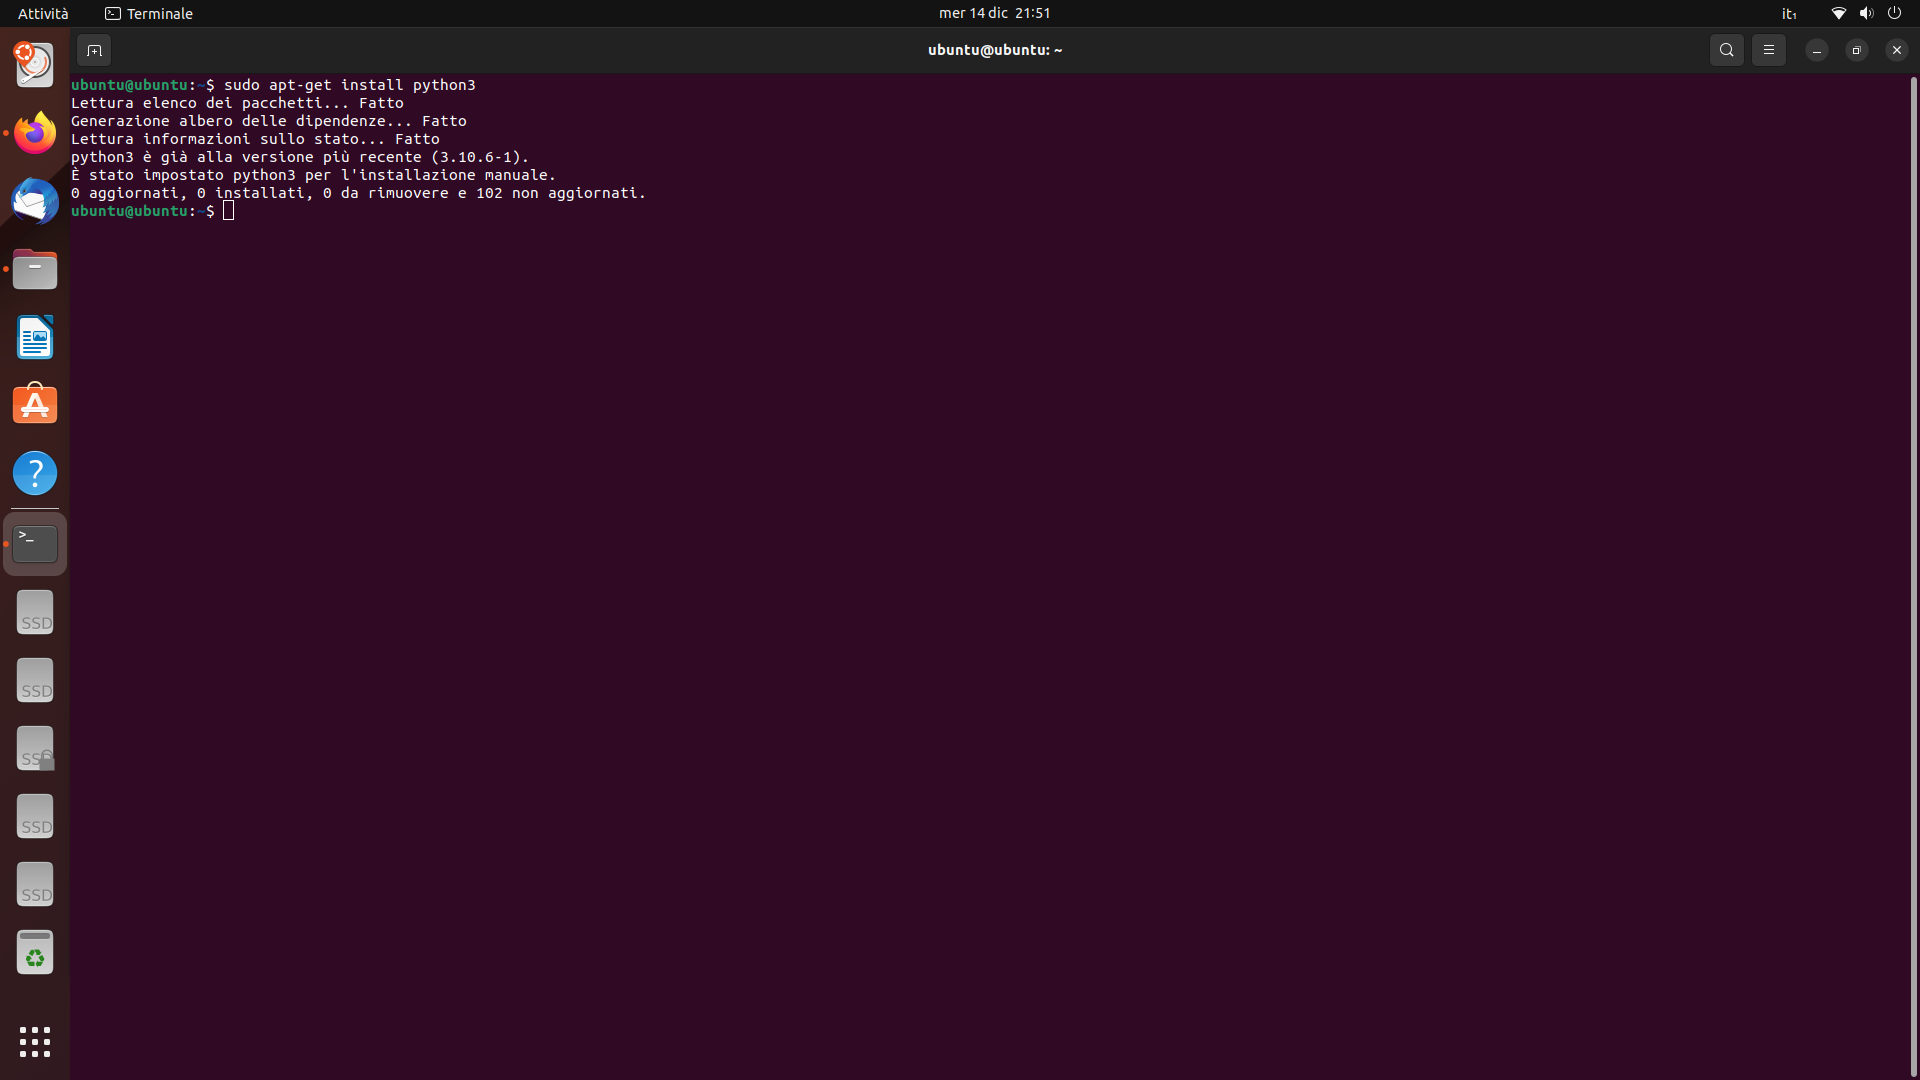 Attività Terminale mer 14 dic 21:51 it₁
ubuntu@ubuntu: ~
ubuntu@ubuntu:~$ sudo apt-get install python3
Lettura elenco dei pacchetti... Fatto
Generazione albero delle dipendenze... Fatto
Lettura informazioni sullo stato... Fatto
python3 è già alla versione più recente (3.10.6-1).
È stato impostato python3 per l'installazione manuale.
0 aggiornati, 0 installati, 0 da rimuovere e 102 non aggiornati.
ubuntu@ubuntu:~$
?
>_
SSD
SSD
SSD
SSD
SSD